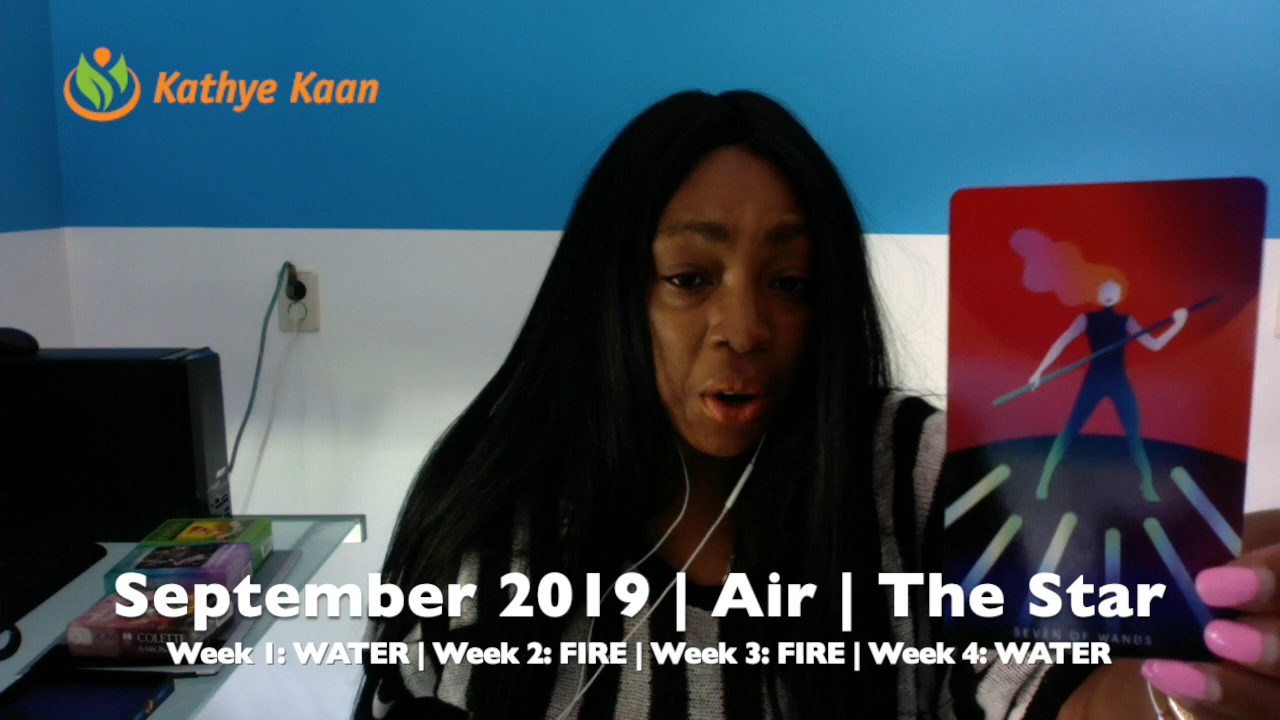 Kathye Kaan
SEVEN OF WANDS
COLETTE
September 2019 | Air | The Star
Week 1: WATER | Week 2: FIRE | Week 3: FIRE | Week 4: WATER